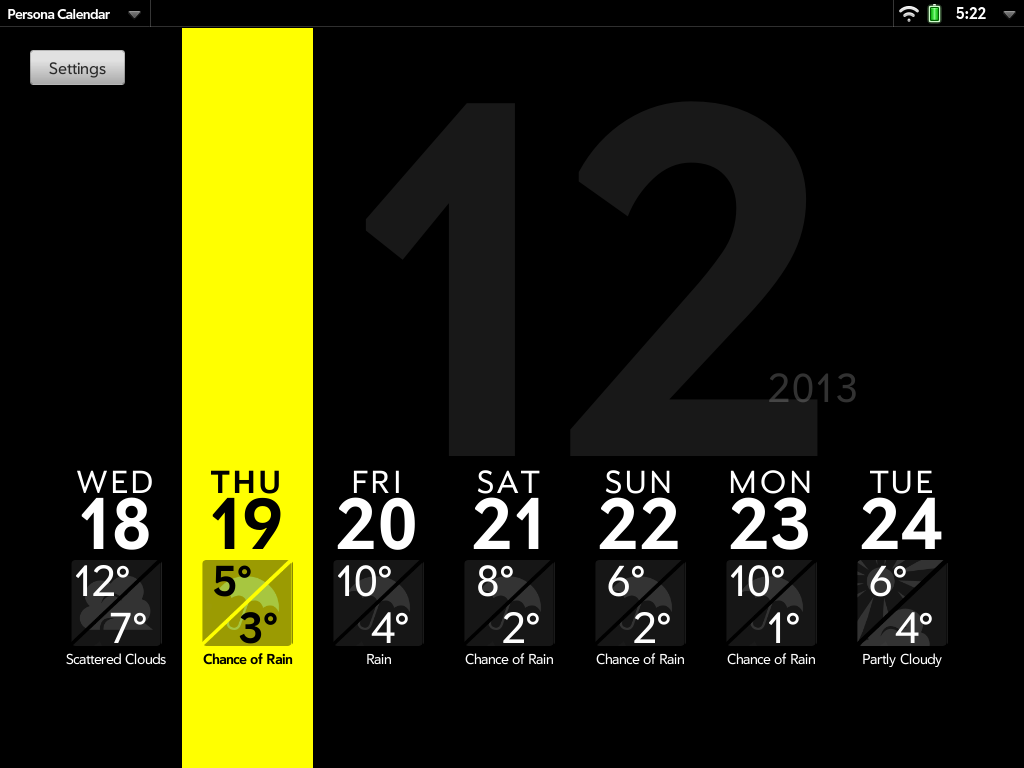 Persona Calendar 5:22
Settings
12
2013
WED THU FRI SAT SUN MON TUE
18 19 20 21 22 23 24
12° 5° 10° 8° 6° 10° 6°
7° 3° 4° 2° 2° 1° 4°
Scattered Clouds Chance of Rain Rain Chance of Rain Chance of Rain Chance of Rain Partly Cloudy